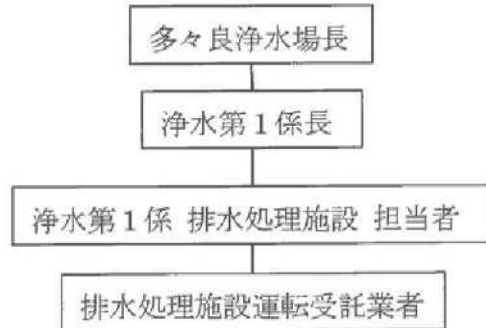 多々良浄水場長
浄水第1係長
浄水第1係 排水処理施設 担当者
排水処理施設運転受託業者